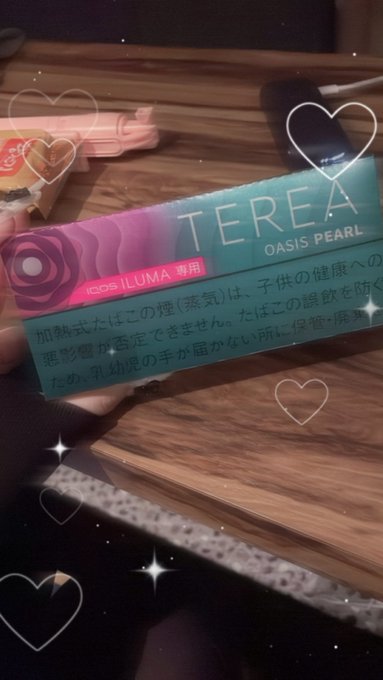 TEREA
OASIS PEARL
IQOS ILUMA 専用
加熱式たばこの煙(蒸気)は、子供の健康への
悪影響が否定できません。たばこの誤飲を防ぐ
ため、乳幼児の手が届かない所に保管・廃棄